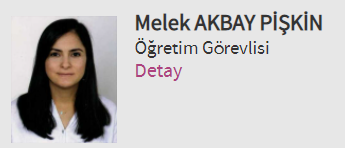 Melek AKBAY PİŞKİN
Öğretim Görevlisi
Detay